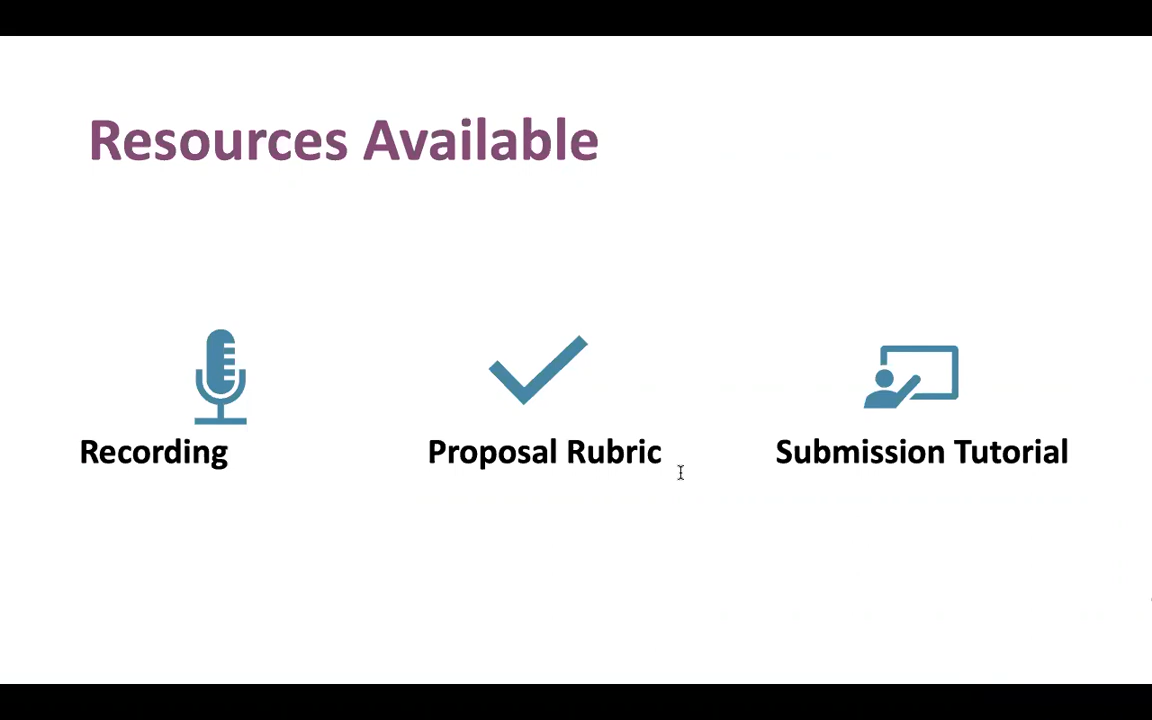 Resources Available
Recording
Proposal Rubric
Submission Tutorial